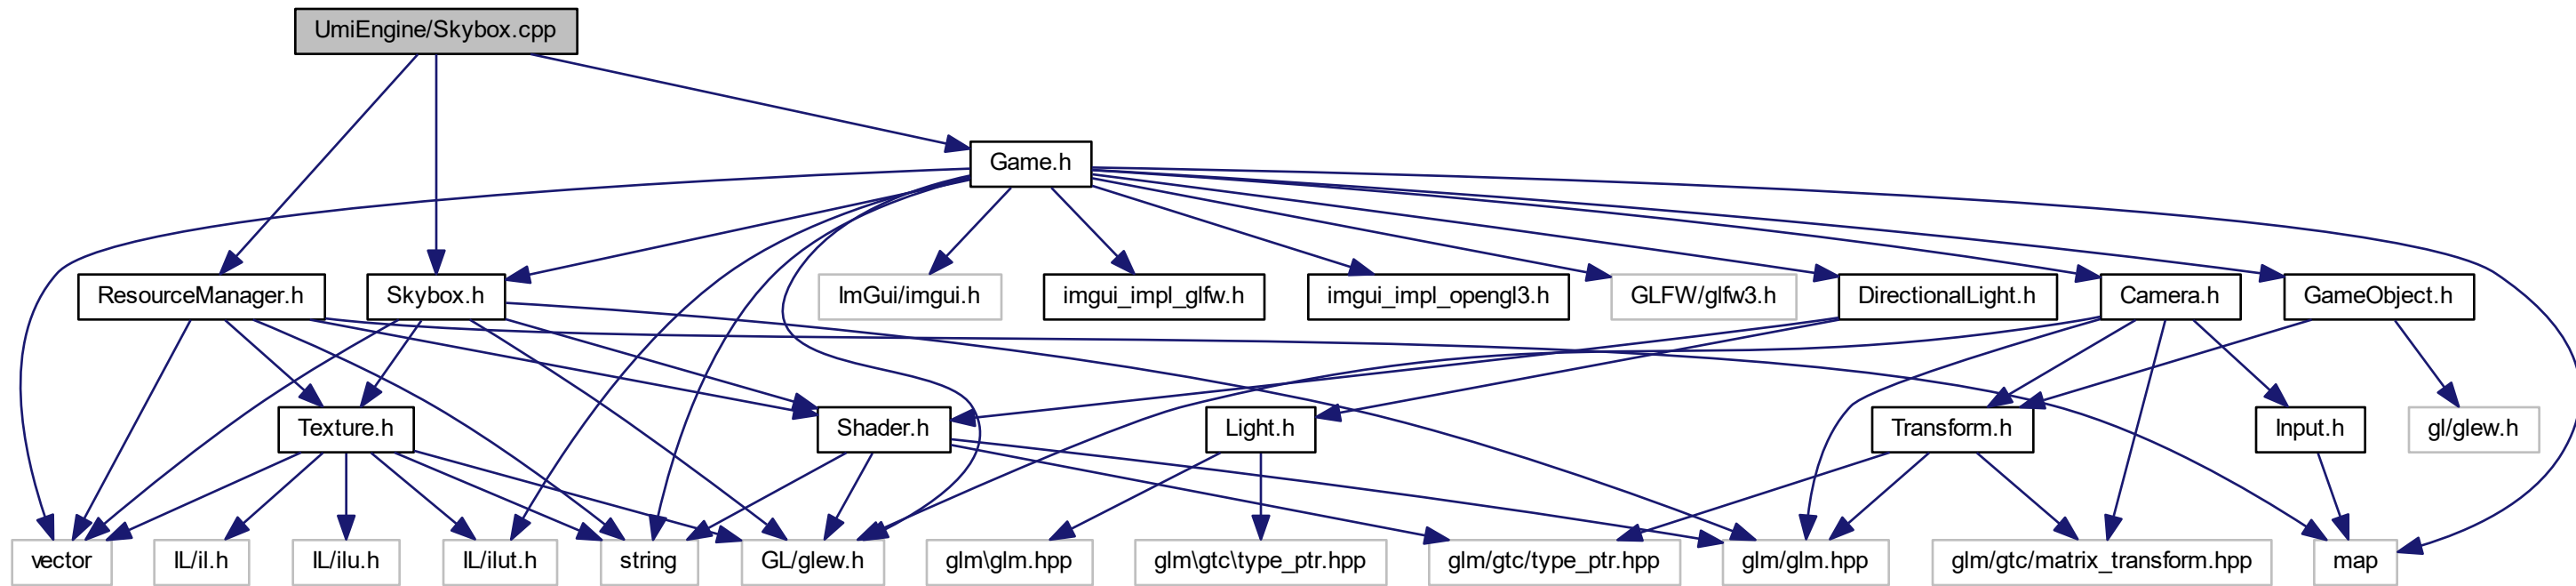 UmiEngine/Skybox.cpp
Game.h
ResourceManager.h
Skybox.h
ImGui/imgui.h
imgui_impl_glfw.h
imgui_impl_opengl3.h
GLFW/glfw3.h
DirectionalLight.h
Camera.h
GameObject.h
Texture.h
Shader.h
Light.h
Transform.h
Input.h
gl/glew.h
vector
IL/il.h
IL/ilu.h
IL/ilut.h
string
GL/glew.h
glm\glm.hpp
glm\gtc\type_ptr.hpp
glm/gtc/type_ptr.hpp
glm/glm.hpp
glm/gtc/matrix_transform.hpp
map